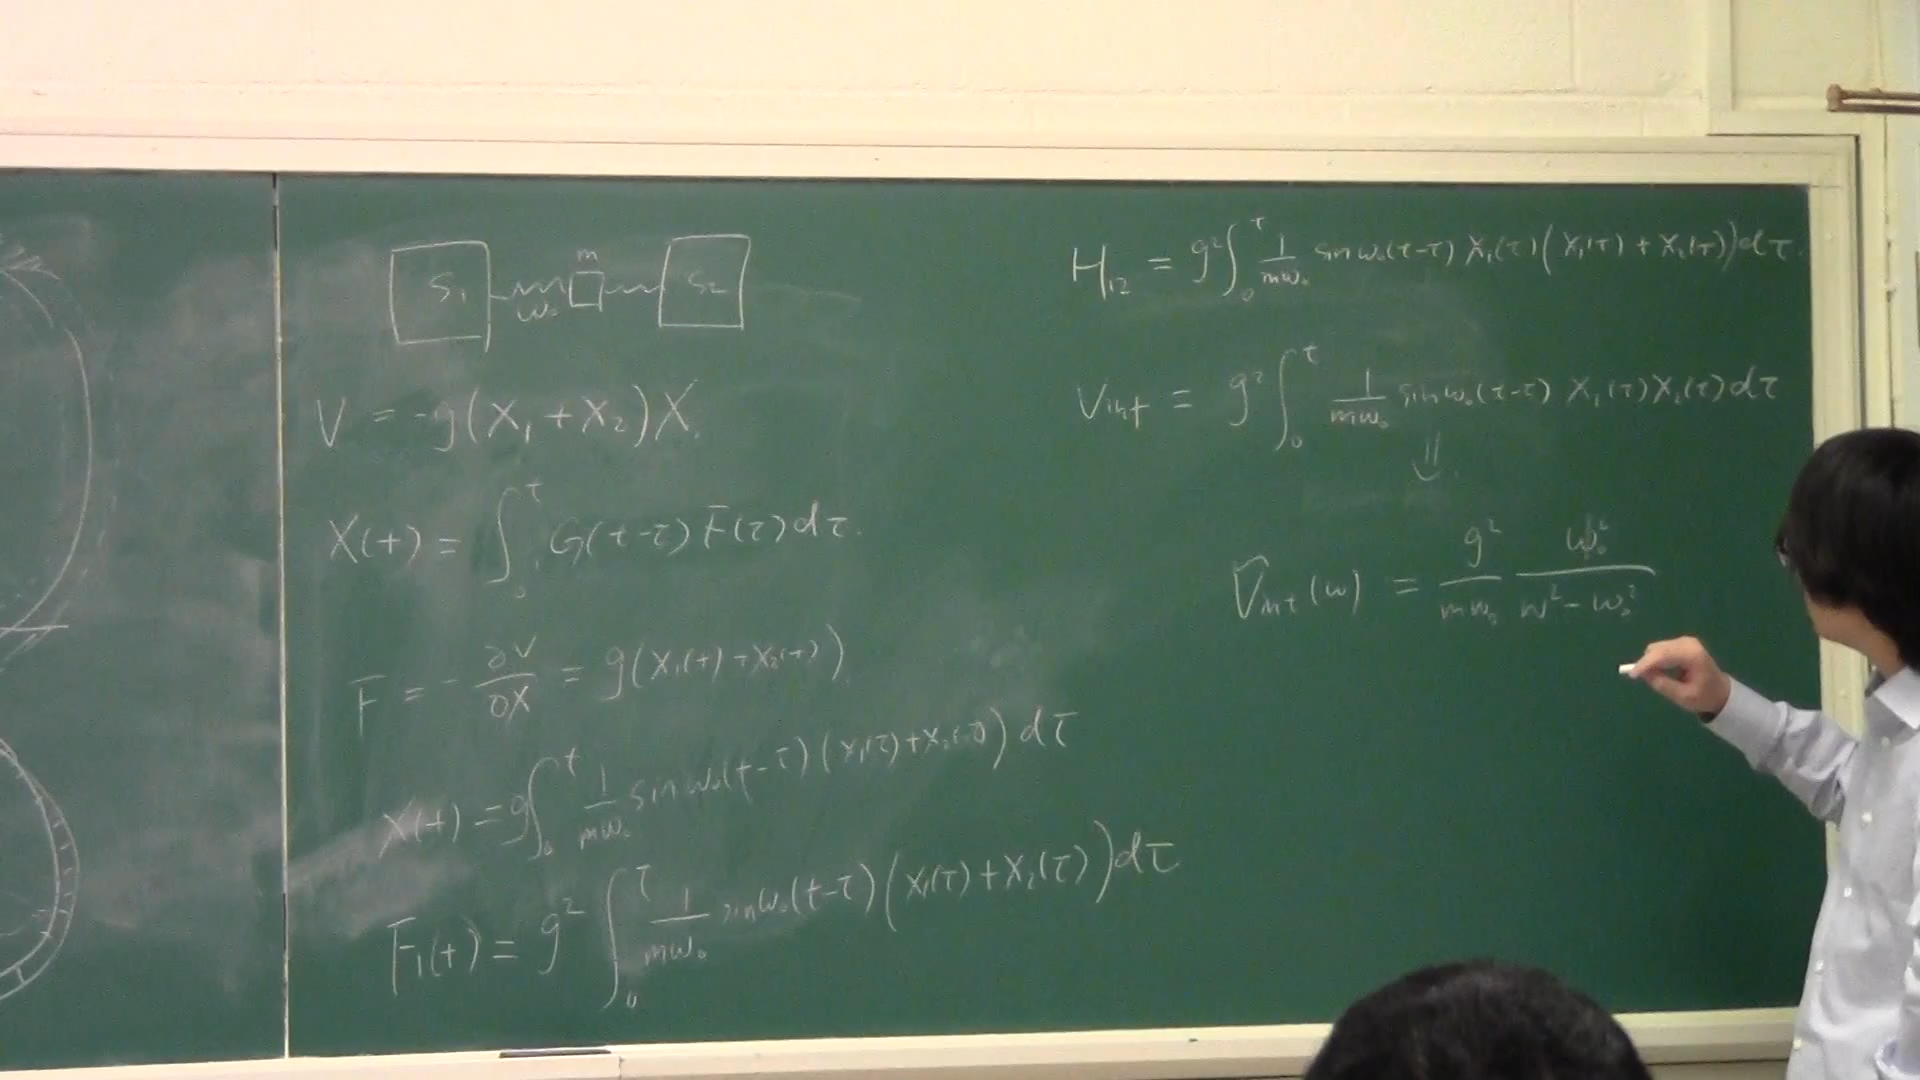 S₁ ω₀ m S₂
V = -g(X₁ + X₂)X.
X(t) = ∫₀ᵗ G(t-τ) F(τ)dτ.
F = -∂V/∂X = g(X₁(t) + X₂(t)).
X(t) = g∫₀ᵗ 1/mω₀ sin ω₀(t-τ) (X₁(τ) + X₂(τ)) dτ
F₁(t) = g² ∫₀ᵗ 1/mω₀ sin ω₀(t-τ) (X₁(τ) + X₂(τ)) dτ
H₁₂ = g² ∫₀ᵗ 1/mω₀ sin ω₀(t-τ) X₁(τ) (X₁(τ) + X₂(τ)) dτ.
Vint = g² ∫₀ᵗ 1/mω₀ sin ω₀(t-τ) X₁(τ) X₂(τ) dτ
⇓.
Ṽint(ω) = g²/mω₀ ω₀²/ω² - ω₀²